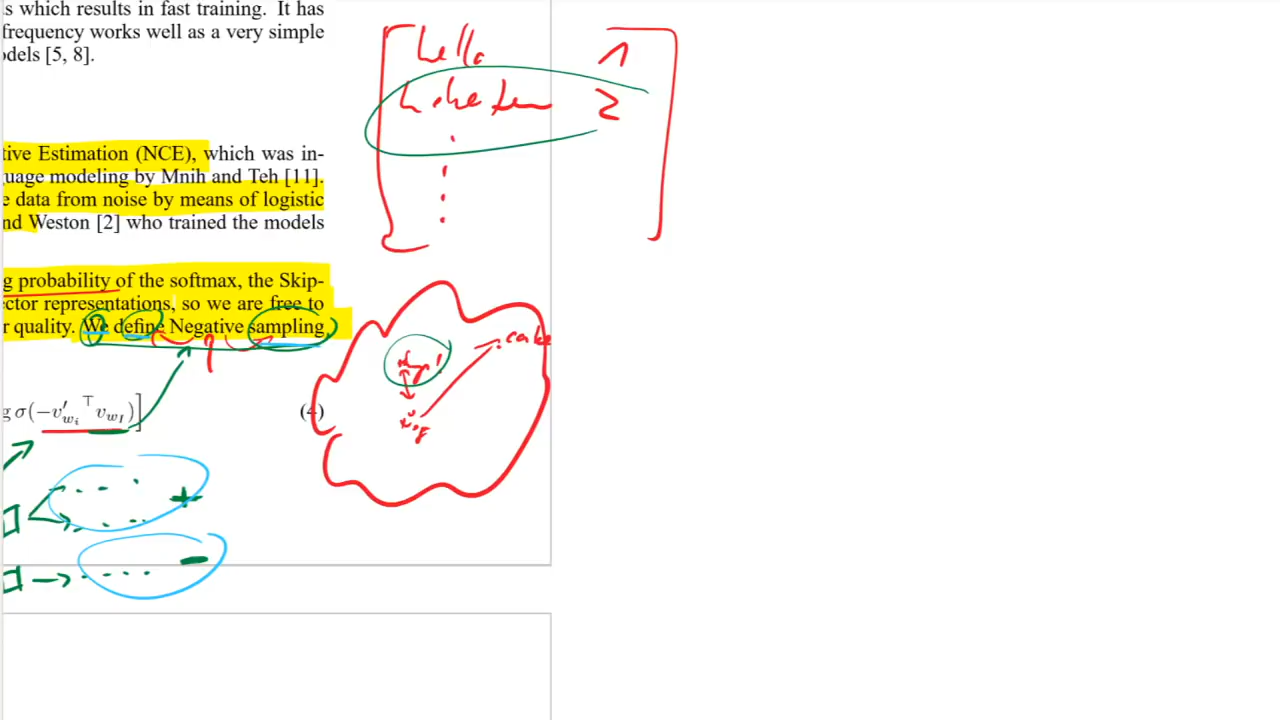 s which results in fast training. It has
frequency works well as a very simple
odels [5, 8].
tive Estimation (NCE), which was in-
guage modeling by Mnih and Teh [11].
e data from noise by means of logistic
nd Weston [2] who trained the models
g probability of the softmax, the Skip-
ector representations, so we are free to
r quality. We define Negative sampling
g σ(−v′wi ⊤ vwI)]
(4)
hello 1
2
cake
+
−